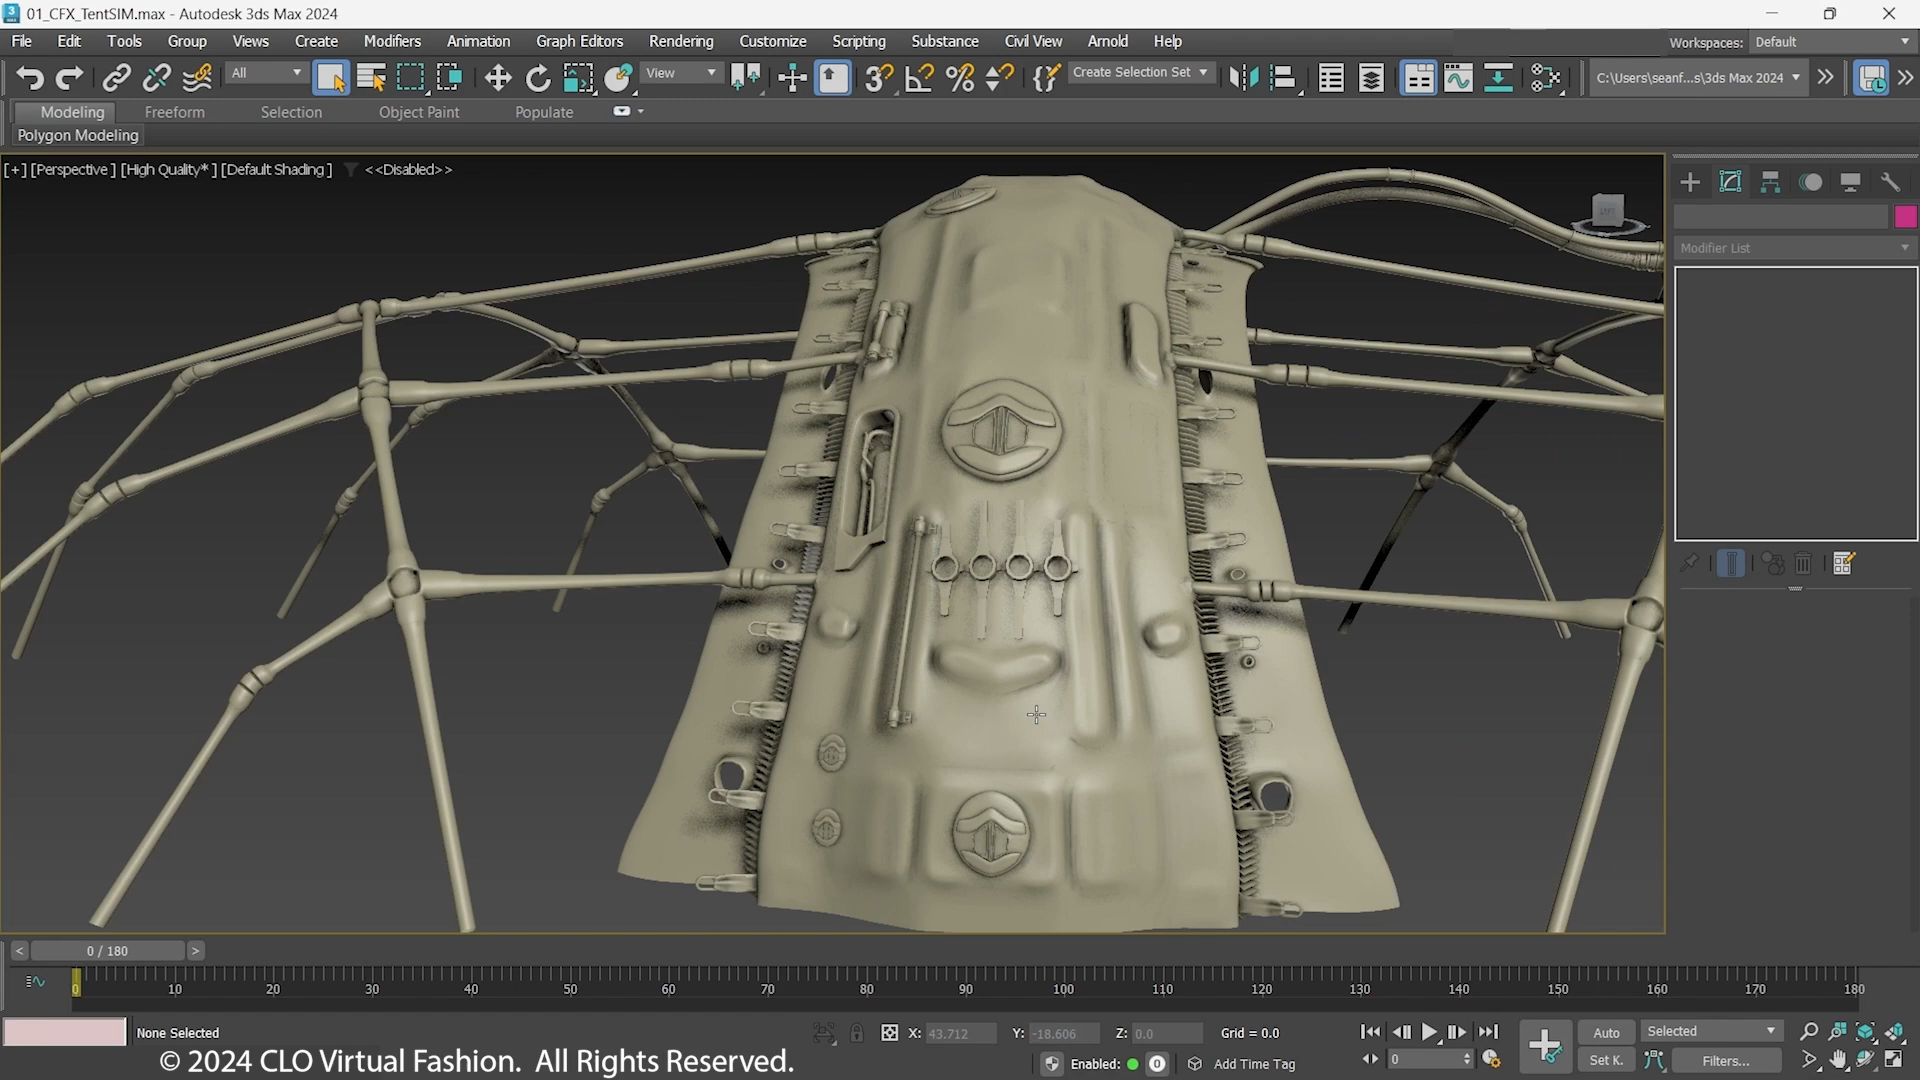 01_CFX_TentSIM.max - Autodesk 3ds Max 2024
File Edit Tools Group Views Create Modifiers Animation Graph Editors Rendering Customize Scripting Substance Civil View Arnold Help
Workspaces: Default
All View Create Selection Set C:\Users\seanf...s\3ds Max 2024
Modeling Freeform Selection Object Paint Populate
Polygon Modeling
[+] [Perspective ] [High Quality* ] [Default Shading ] <<Disabled>>
LEFT
Modifier List
< 0 / 180 >
0 10 20 30 40 50 60 70 80 90 100 110 120 130 140 150 160 170 180
None Selected X: 43.712 Y: -18.606 Z: 0.0 Grid = 0.0 Auto Selected
Enabled: 0 Add Time Tag 0 Set K. Filters...
© 2024 CLO Virtual Fashion. All Rights Reserved.